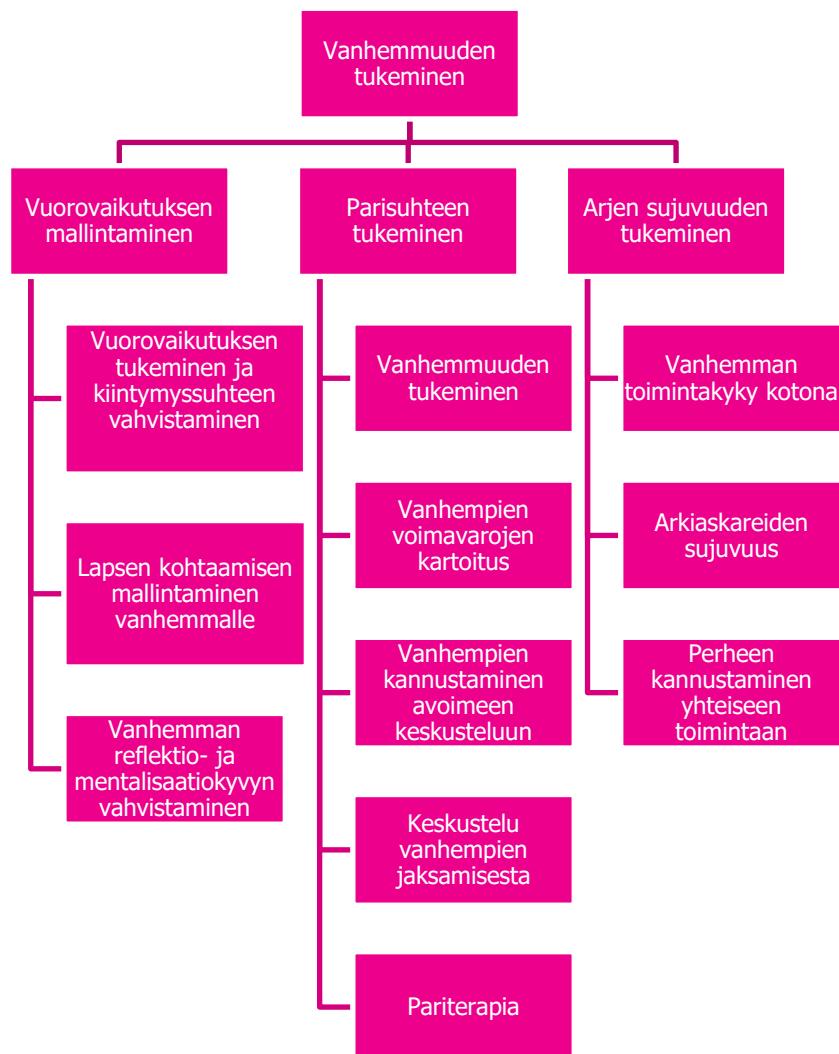 Vanhemmuuden
tukeminen
Vuorovaikutuksen
mallintaminen
Parisuhteen
tukeminen
Arjen sujuvuuden
tukeminen
Vuorovaikutuksen
tukeminen ja
kiintymyssuhteen
vahvistaminen
Lapsen kohtaamisen
mallintaminen
vanhemmalle
Vanhemman
reflektio- ja
mentalisaatiokyvyn
vahvistaminen
Vanhemmuuden
tukeminen
Vanhempien
voimavarojen
kartoitus
Vanhempien
kannustaminen
avoimeen
keskusteluun
Keskustelu
vanhempien
jaksamisesta
Pariterapia
Vanhemman
toimintakyky kotona
Arkiaskareiden
sujuvuus
Perheen
kannustaminen
yhteiseen
toimintaan